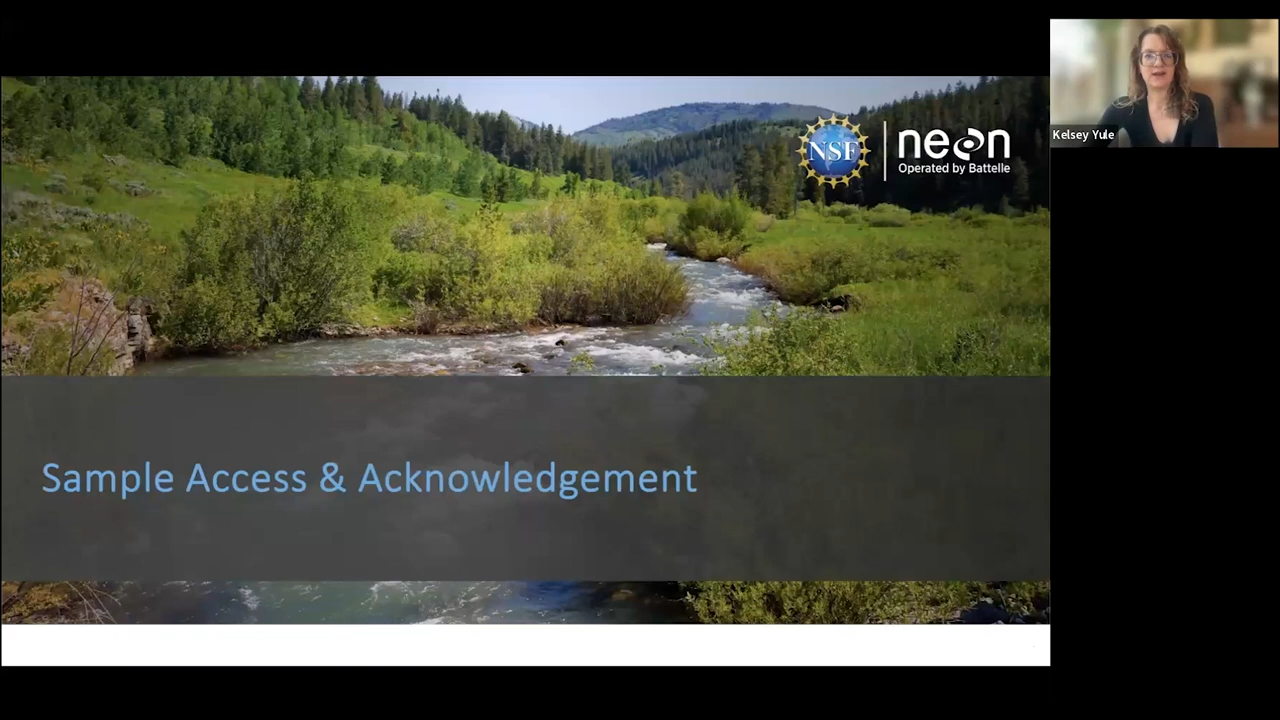 Kelsey Yule
NSF
neon
Operated by Battelle
Sample Access & Acknowledgement